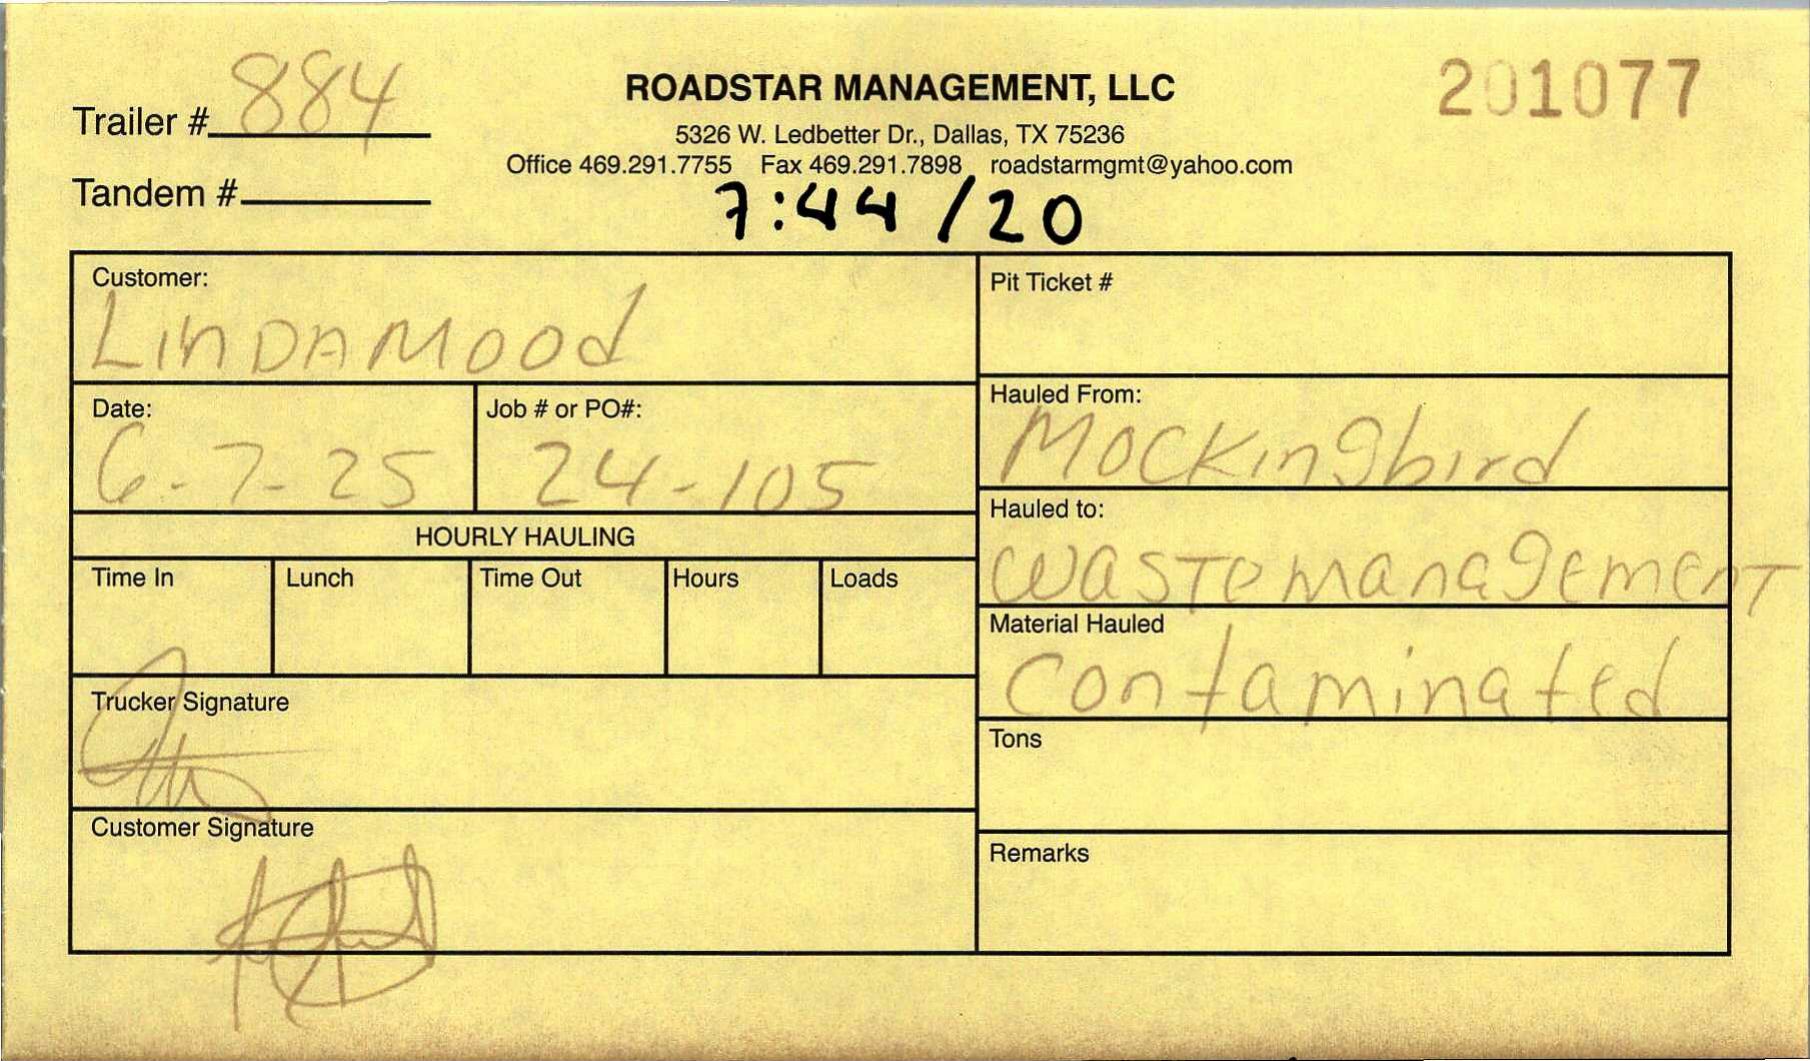 Trailer # 884
ROADSTAR MANAGEMENT, LLC
201077
5326 W. Ledbetter Dr., Dallas, TX 75236
Office 469.291.7755 Fax 469.291.7898 roadstarmgmt@yahoo.com
Tandem #
7:44 /20
Customer:
LinDAMood
Date:
6-7-25
Job # or PO#:
24-105
HOURLY HAULING
Time In Lunch Time Out Hours Loads
Trucker Signature
Customer Signature
Pit Ticket #
Hauled From:
Mockingbird
Hauled to:
wastemanagement
Material Hauled
contaminated
Tons
Remarks